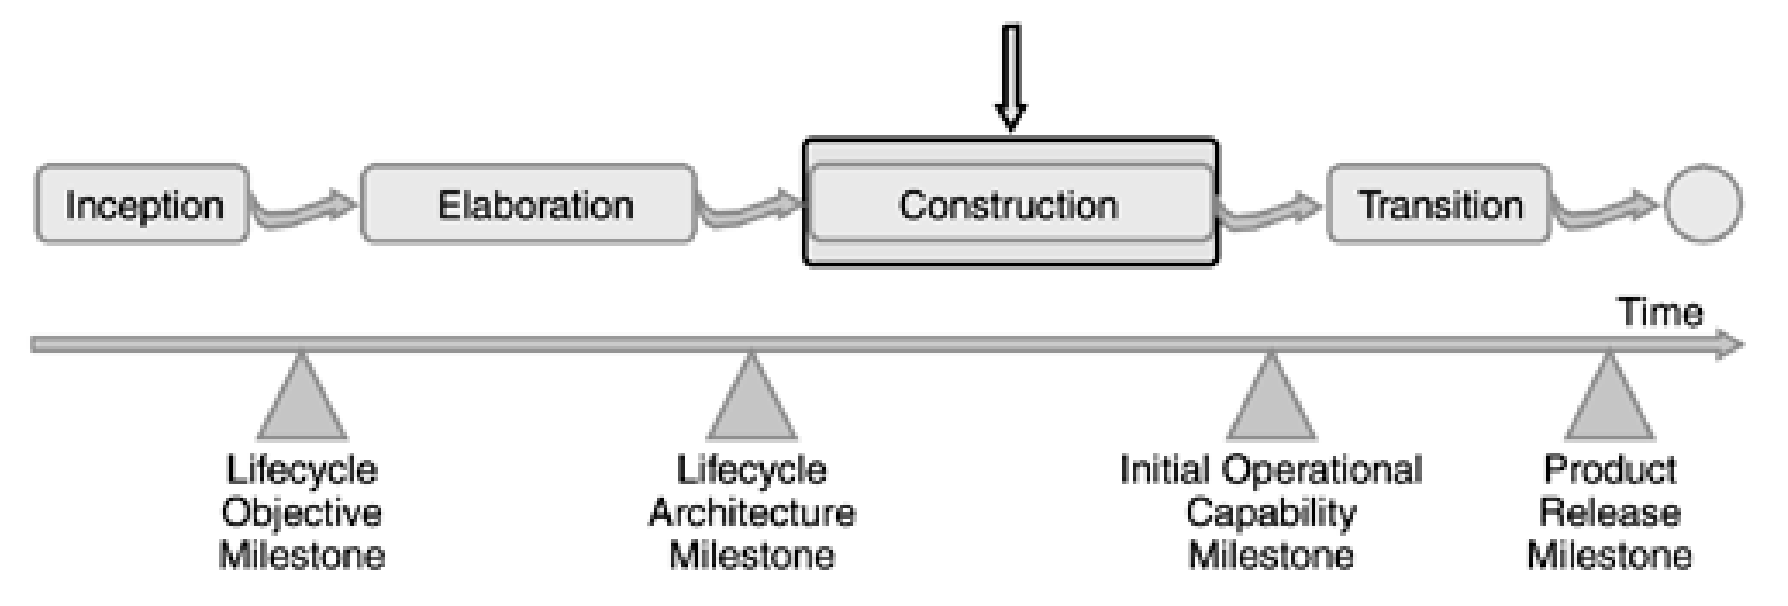 Inception
Elaboration
Construction
Transition
Time
Lifecycle
Objective
Milestone
Lifecycle
Architecture
Milestone
Initial Operational
Capability
Milestone
Product
Release
Milestone